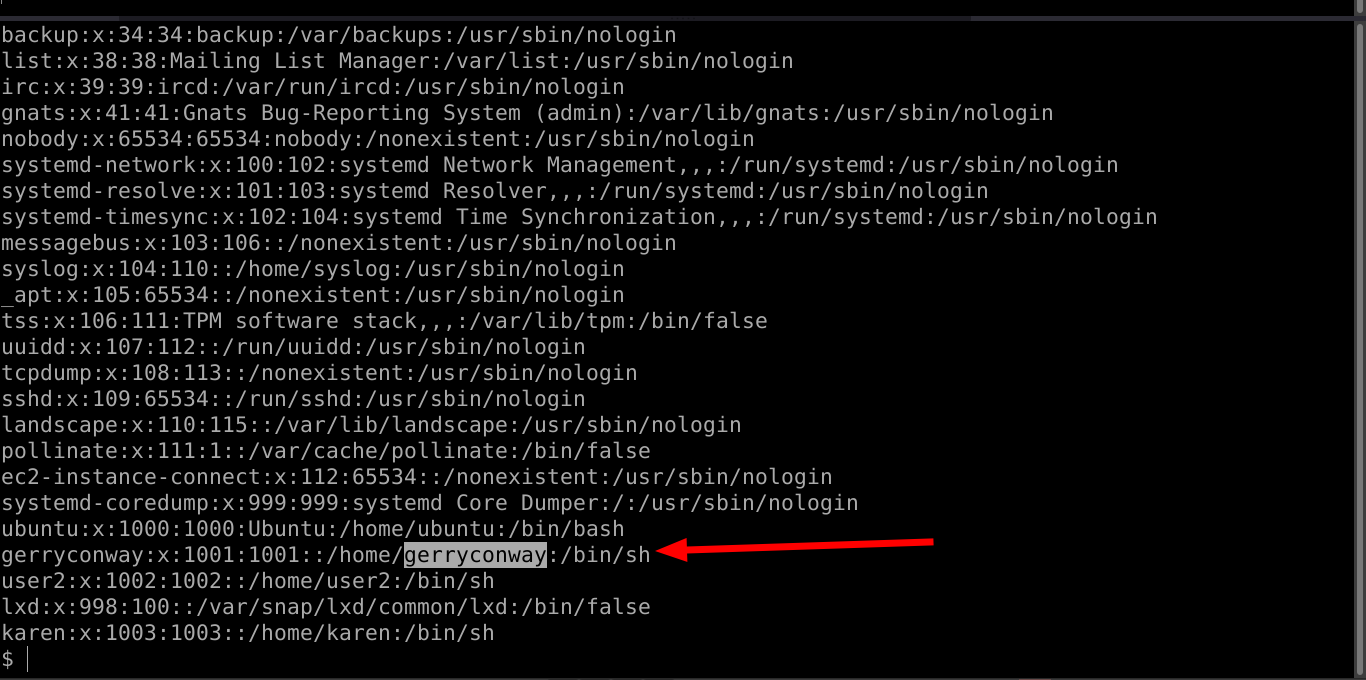 backup:x:34:34:backup:/var/backups:/usr/sbin/nologin
list:x:38:38:Mailing List Manager:/var/list:/usr/sbin/nologin
irc:x:39:39:ircd:/var/run/ircd:/usr/sbin/nologin
gnats:x:41:41:Gnats Bug-Reporting System (admin):/var/lib/gnats:/usr/sbin/nologin
nobody:x:65534:65534:nobody:/nonexistent:/usr/sbin/nologin
systemd-network:x:100:102:systemd Network Management,,,:/run/systemd:/usr/sbin/nologin
systemd-resolve:x:101:103:systemd Resolver,,,:/run/systemd:/usr/sbin/nologin
systemd-timesync:x:102:104:systemd Time Synchronization,,,:/run/systemd:/usr/sbin/nologin
messagebus:x:103:106::/nonexistent:/usr/sbin/nologin
syslog:x:104:110::/home/syslog:/usr/sbin/nologin
_apt:x:105:65534::/nonexistent:/usr/sbin/nologin
tss:x:106:111:TPM software stack,,,:/var/lib/tpm:/bin/false
uuidd:x:107:112::/run/uuidd:/usr/sbin/nologin
tcpdump:x:108:113::/nonexistent:/usr/sbin/nologin
sshd:x:109:65534::/run/sshd:/usr/sbin/nologin
landscape:x:110:115::/var/lib/landscape:/usr/sbin/nologin
pollinate:x:111:1::/var/cache/pollinate:/bin/false
ec2-instance-connect:x:112:65534::/nonexistent:/usr/sbin/nologin
systemd-coredump:x:999:999:systemd Core Dumper:/:/usr/sbin/nologin
ubuntu:x:1000:1000:Ubuntu:/home/ubuntu:/bin/bash
gerryconway:x:1001:1001::/home/gerryconway:/bin/sh
user2:x:1002:1002::/home/user2:/bin/sh
lxd:x:998:100::/var/snap/lxd/common/lxd:/bin/false
karen:x:1003:1003::/home/karen:/bin/sh
$